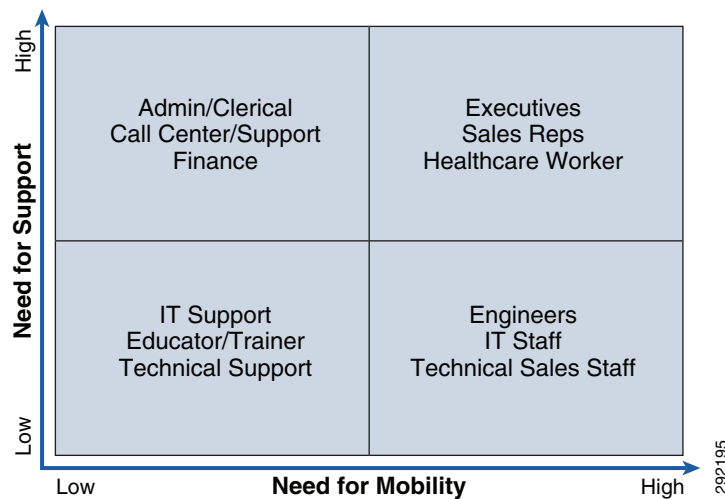 High
Need for Support
Low
Admin/Clerical
Call Center/Support
Finance
Executives
Sales Reps
Healthcare Worker
IT Support
Educator/Trainer
Technical Support
Engineers
IT Staff
Technical Sales Staff
Low
Need for Mobility
High
292195